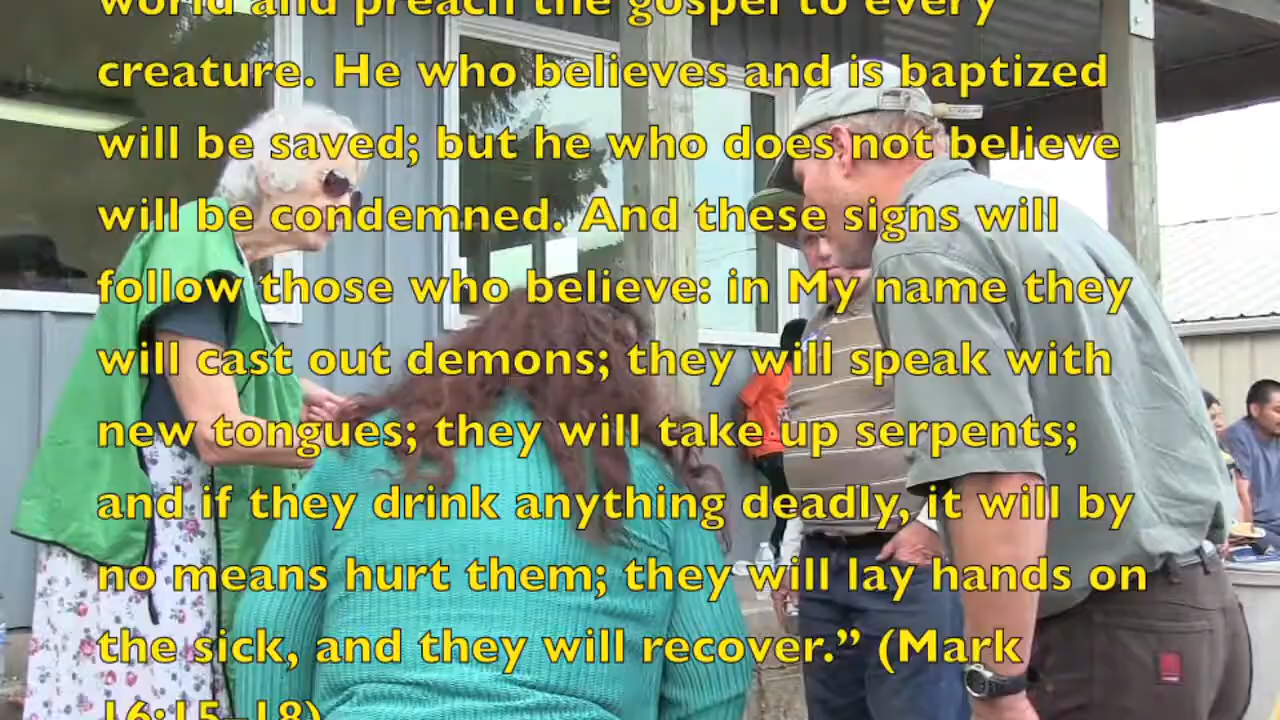 world and preach the gospel to every
creature. He who believes and is baptized
will be saved; but he who does not believe
will be condemned. And these signs will
follow those who believe: in My name they
will cast out demons; they will speak with
new tongues; they will take up serpents;
and if they drink anything deadly, it will by
no means hurt them; they will lay hands on
the sick, and they will recover.” (Mark
16:15–18)